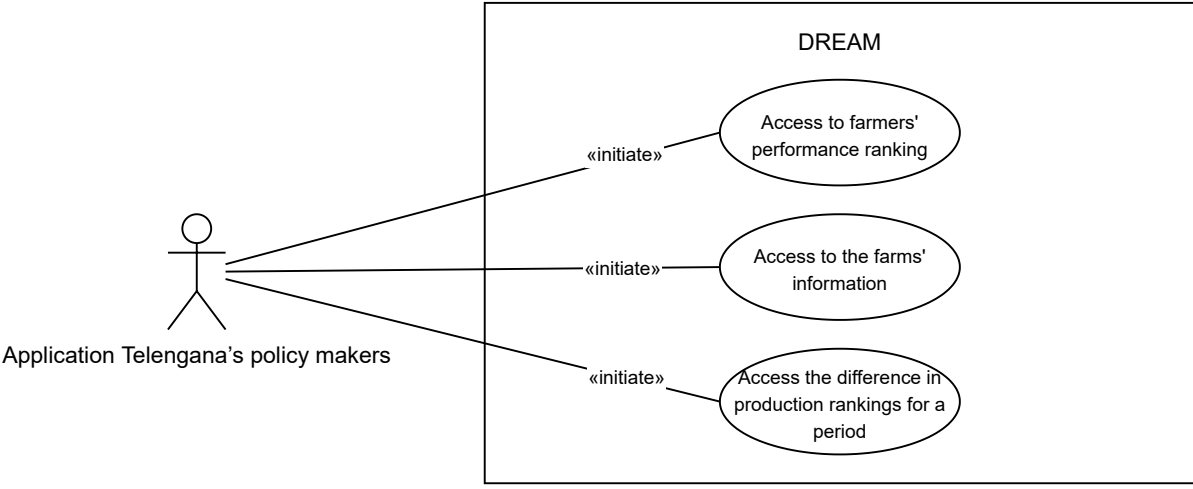 DREAM
Access to farmers'
performance ranking
«initiate»
Access to the farms'
information
«initiate»
Application Telengana’s policy makers
Access the difference in
production rankings for a
period
«initiate»